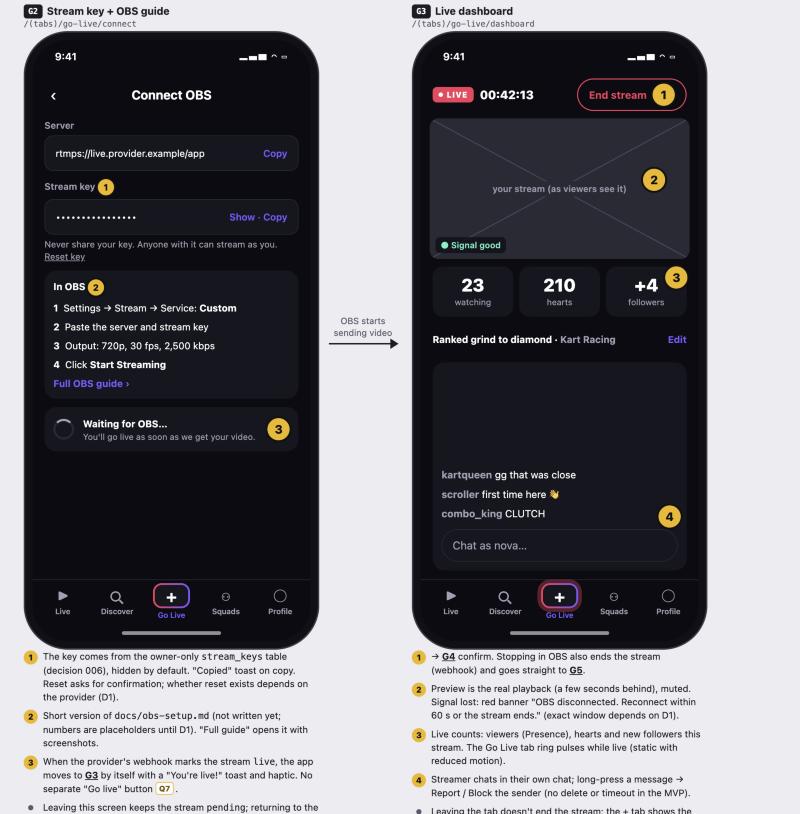 G2 Stream key + OBS guide
/(tabs)/go-live/connect
9:41
‹ Connect OBS
Server
rtmps://live.provider.example/app Copy
Stream key 1
•••••••••••••••• Show · Copy
Never share your key. Anyone with it can stream as you.
Reset key
In OBS 2
1 Settings → Stream → Service: Custom
2 Paste the server and stream key
3 Output: 720p, 30 fps, 2,500 kbps
4 Click Start Streaming
Full OBS guide ›
Waiting for OBS...
You'll go live as soon as we get your video.
3
Live Discover + Go Live Squads Profile
1 The key comes from the owner-only stream_keys table
(decision 006), hidden by default. "Copied" toast on copy.
Reset asks for confirmation; whether reset exists depends on
the provider (D1).
2 Short version of docs/obs-setup.md (not written yet;
numbers are placeholders until D1). "Full guide" opens it with
screenshots.
3 When the provider's webhook marks the stream live, the app
moves to G3 by itself with a "You're live!" toast and haptic. No
separate "Go live" button Q7 .
• Leaving this screen keeps the stream pending; returning to the
OBS starts
sending video
G3 Live dashboard
/(tabs)/go-live/dashboard
9:41
LIVE 00:42:13 End stream 1
your stream (as viewers see it) 2
Signal good
3
23 210 +4
watching hearts followers
Ranked grind to diamond · Kart Racing Edit
kartqueen gg that was close
scroller first time here 👋
combo_king CLUTCH
4
Chat as nova...
Live Discover + Go Live Squads Profile
1 → G4 confirm. Stopping in OBS also ends the stream
(webhook) and goes straight to G5.
2 Preview is the real playback (a few seconds behind), muted.
Signal lost: red banner "OBS disconnected. Reconnect within
60 s or the stream ends." (exact window depends on D1).
3 Live counts: viewers (Presence), hearts and new followers this
stream. The Go Live tab ring pulses while live (static with
reduced motion).
4 Streamer chats in their own chat; long-press a message →
Report / Block the sender (no delete or timeout in the MVP).
• Leaving the tab doesn't end the stream; the + tab shows the